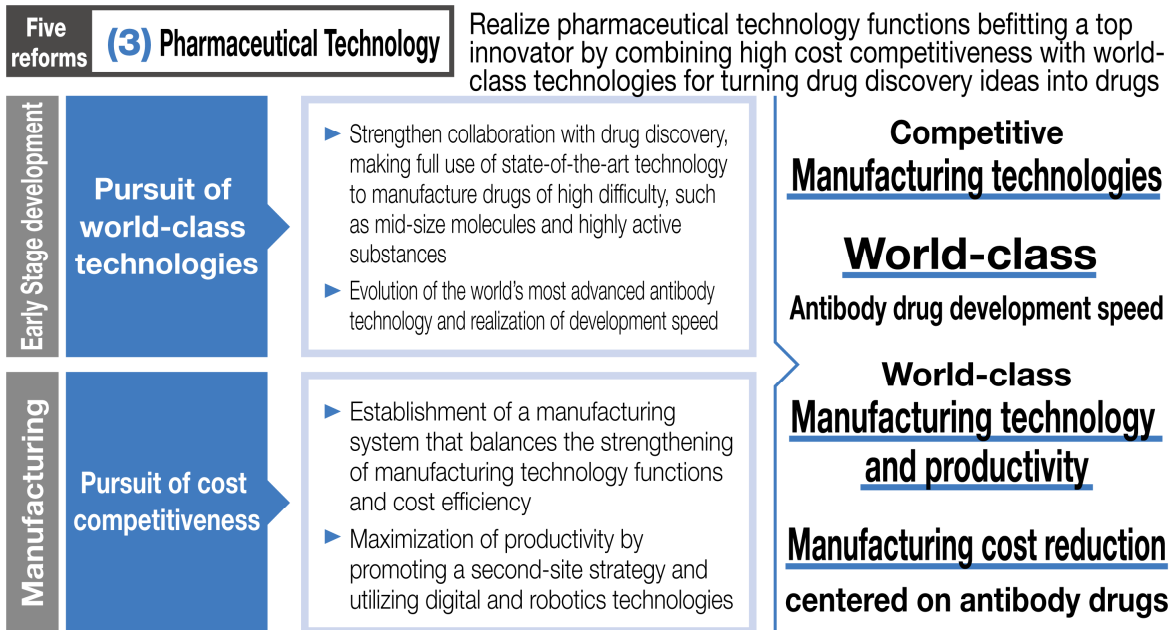 Five
reforms
(3) Pharmaceutical Technology
Realize pharmaceutical technology functions befitting a top
innovator by combining high cost competitiveness with world-
class technologies for turning drug discovery ideas into drugs
Early Stage development
Pursuit of
world-class
technologies
► Strengthen collaboration with drug discovery,
making full use of state-of-the-art technology
to manufacture drugs of high difficulty, such
as mid-size molecules and highly active
substances
► Evolution of the world’s most advanced antibody
technology and realization of development speed
Manufacturing
Pursuit of cost
competitiveness
► Establishment of a manufacturing
system that balances the strengthening
of manufacturing technology functions
and cost efficiency
► Maximization of productivity by
promoting a second-site strategy and
utilizing digital and robotics technologies
Competitive
Manufacturing technologies
World-class
Antibody drug development speed
World-class
Manufacturing technology
and productivity
Manufacturing cost reduction
centered on antibody drugs